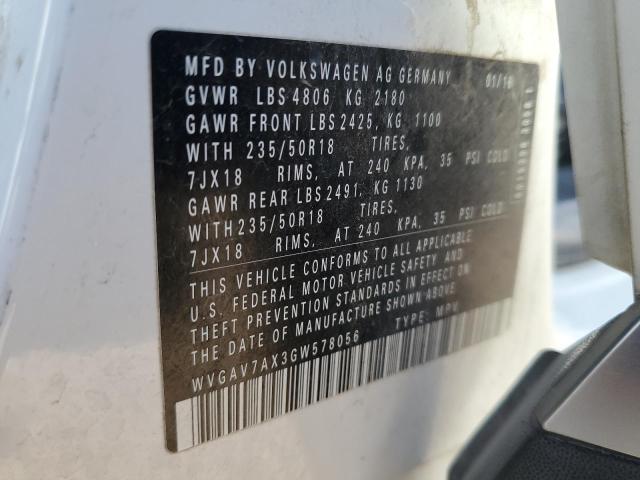 MFD BY VOLKSWAGEN AG GERMANY 01/16
GVWR LBS 4806 KG 2180
GAWR FRONT LBS 2425, KG 1100
WITH 235/50R18 TIRES,
7JX18 RIMS, AT 240 KPA, 35 PSI COLD
GAWR REAR LBS 2491, KG 1130
WITH 235/50R18 TIRES,
7JX18 RIMS, AT 240 KPA, 35 PSI COLD
THIS VEHICLE CONFORMS TO ALL APPLICABLE
U. S. FEDERAL MOTOR VEHICLE SAFETY AND
THEFT PREVENTION STANDARDS IN EFFECT ON
THE DATE OF MANUFACTURE SHOWN ABOVE.
WVGAV7AX3GW578056 TYPE: MPV